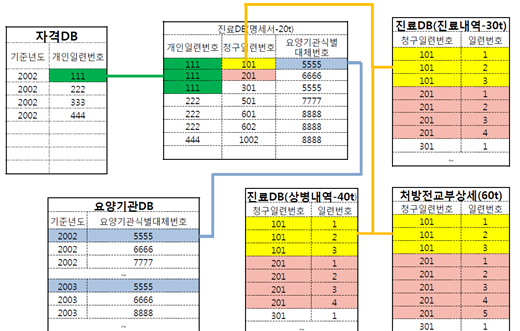 자격DB
기준년도 개인일련번호
2002 111
2002 222
2002 333
2002 444
진료DB(명세서-20t)
개인일련번호 청구일련번호 요양기관식별
대체번호
111 101 5555
111 201 6666
111 301 5555
222 501 7777
222 601 8888
222 602 8888
444 1002 8888
진료DB(진료내역-30t)
청구일련번호 일련번호
101 1
101 2
101 3
201 1
201 2
201 3
201 4
301 1
~
요양기관DB
기준년도 요양기관식별대체번호
2002 5555
2002 6666
2002 7777
~
2003 5555
2003 6666
2003 8888
~
진료DB(상병내역-40t)
청구일련번호 일련번호
101 1
101 2
101 3
201 1
201 2
201 3
201 4
301 1
~
처방전교부상세(60t)
청구일련번호 일련번호
101 1
101 2
101 3
201 1
201 2
201 3
201 4
201 5
301 1